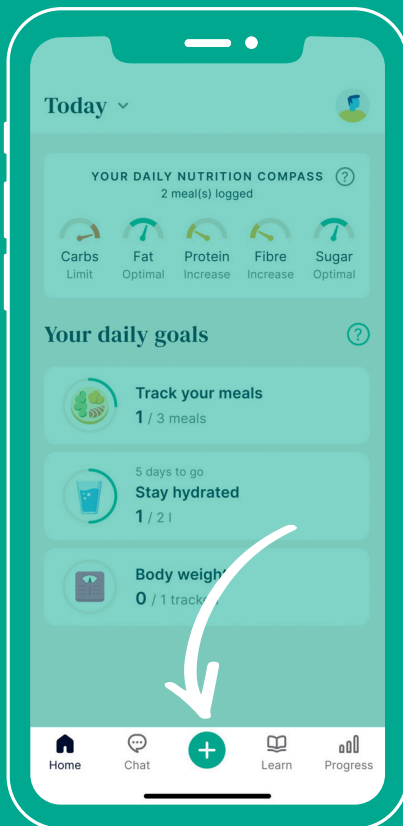 Today
YOUR DAILY NUTRITION COMPASS ?
2 meal(s) logged
Carbs Fat Protein Fibre Sugar
Limit Optimal Increase Increase Optimal
Your daily goals ?
Track your meals
1 / 3 meals
5 days to go
Stay hydrated
1 / 2 l
Body weight
0 / 1 tracked
Home Chat Learn Progress